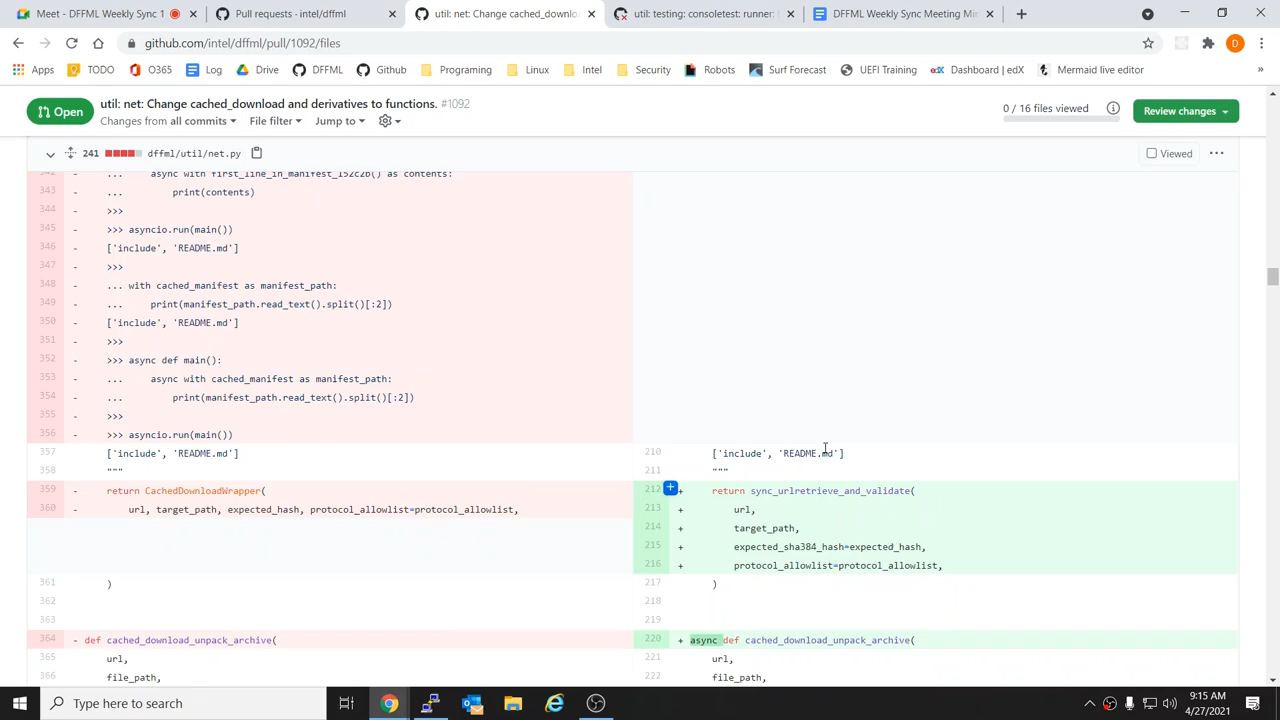 Meet - DFFML Weekly Sync 1
Pull requests · intel/dffml
util: net: Change cached_downlo
util: testing: consoletest: runner: 
DFFML Weekly Sync Meeting Mi
github.com/intel/dffml/pull/1092/files
D
Apps
TODO
O365
Log
Drive
DFFML
Github
Programing
Linux
Intel
Security
Robots
Surf Forecast
UEFI Training
Dashboard | edX
Mermaid live editor
»
Open
util: net: Change cached_download and derivatives to functions. #1092
Changes from all commits
File filter
Jump to
0 / 16 files viewed
Review changes
241
dffml/util/net.py
Viewed
342 - ... async with first_line_in_manifest_152c2b() as contents:
343 - ... print(contents)
344 - >>>
345 - >>> asyncio.run(main())
346 - ['include', 'README.md']
347 - >>>
348 - ... with cached_manifest as manifest_path:
349 - ... print(manifest_path.read_text().split()[:2])
350 - ['include', 'README.md']
351 - >>>
352 - >>> async def main():
353 - ... async with cached_manifest as manifest_path:
354 - ... print(manifest_path.read_text().split()[:2])
355 - >>>
356 - >>> asyncio.run(main())
357 ['include', 'README.md']
210 ['include', 'README.md']
358 """
211 """
359 - return CachedDownloadWrapper(
212 + return sync_urlretrieve_and_validate(
360 - url, target_path, expected_hash, protocol_allowlist=protocol_allowlist,
213 + url,
214 + target_path,
215 + expected_sha384_hash=expected_hash,
216 + protocol_allowlist=protocol_allowlist,
361 )
217 )
362
218
363
219
364 - def cached_download_unpack_archive(
220 + async def cached_download_unpack_archive(
365 url,
221 url,
366 file_path,
222 file_path,
Type here to search
9:15 AM
4/27/2021